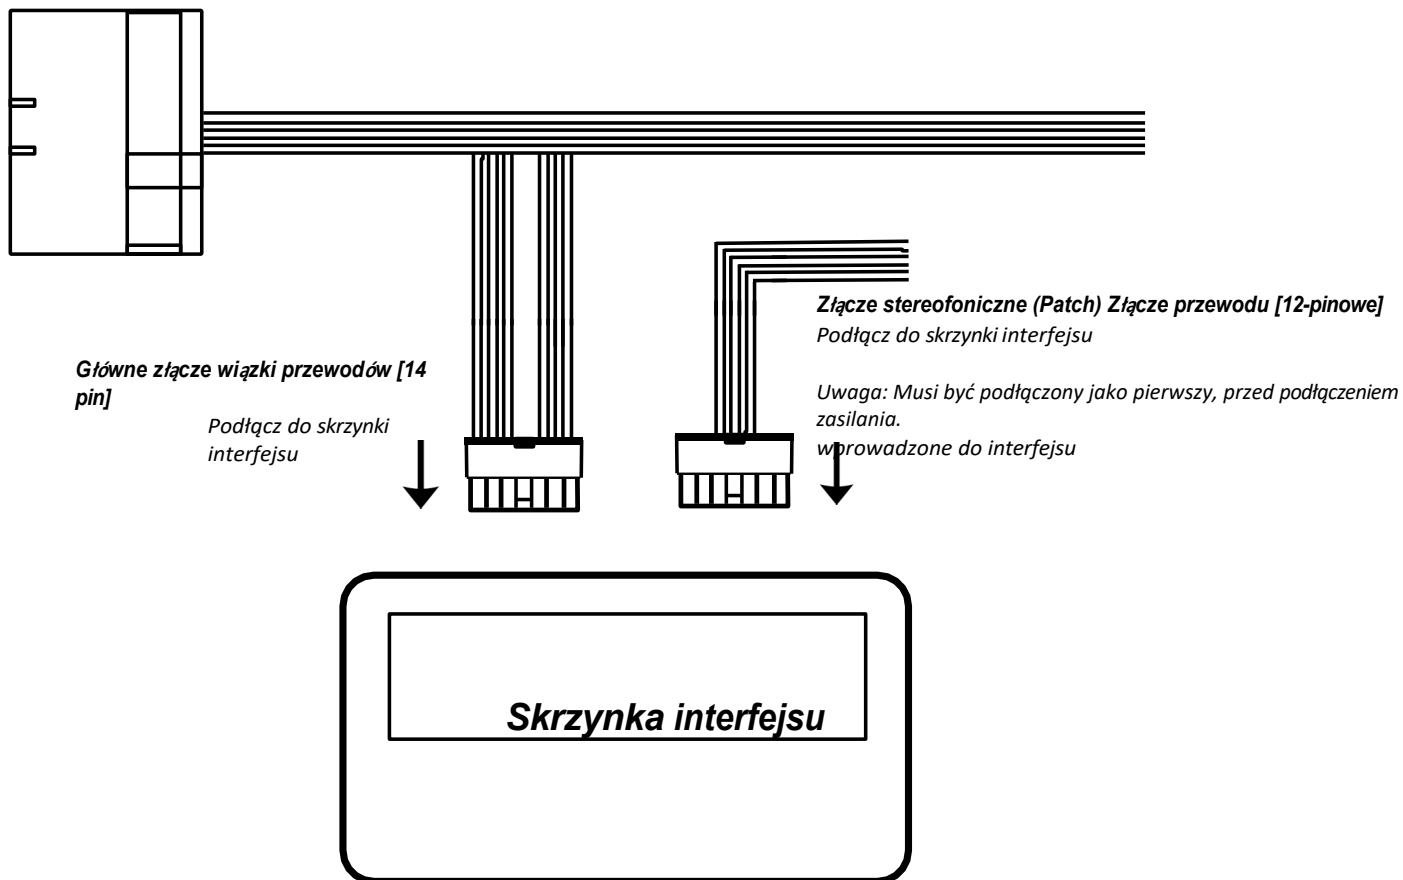 Złącze stereofoniczne (Patch) Złącze przewodu [12-pinowe]
Podłącz do skrzynki interfejsu
Główne złącze wiązki przewodów [14
pin]
Podłącz do skrzynki
interfejsu
Uwaga: Musi być podłączony jako pierwszy, przed podłączeniem
zasilania.
wprowadzone do interfejsu
Skrzynka interfejsu